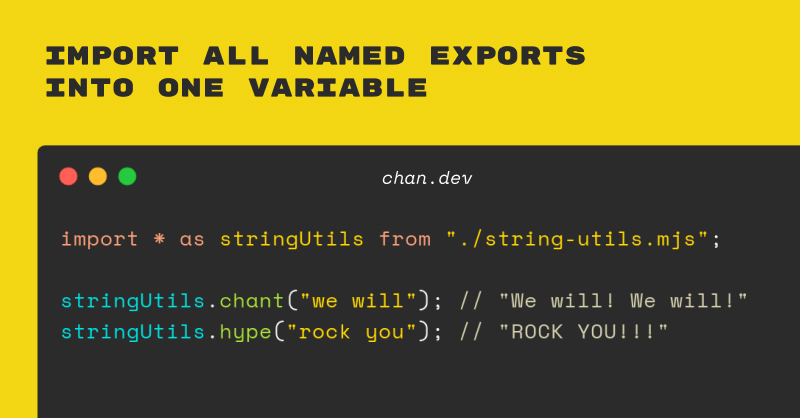 IMPORT ALL NAMED EXPORTS
INTO ONE VARIABLE
chan.dev
import * as stringUtils from "./string-utils.mjs";
stringUtils.chant("we will"); // "We will! We will!"
stringUtils.hype("rock you"); // "ROCK YOU!!!"